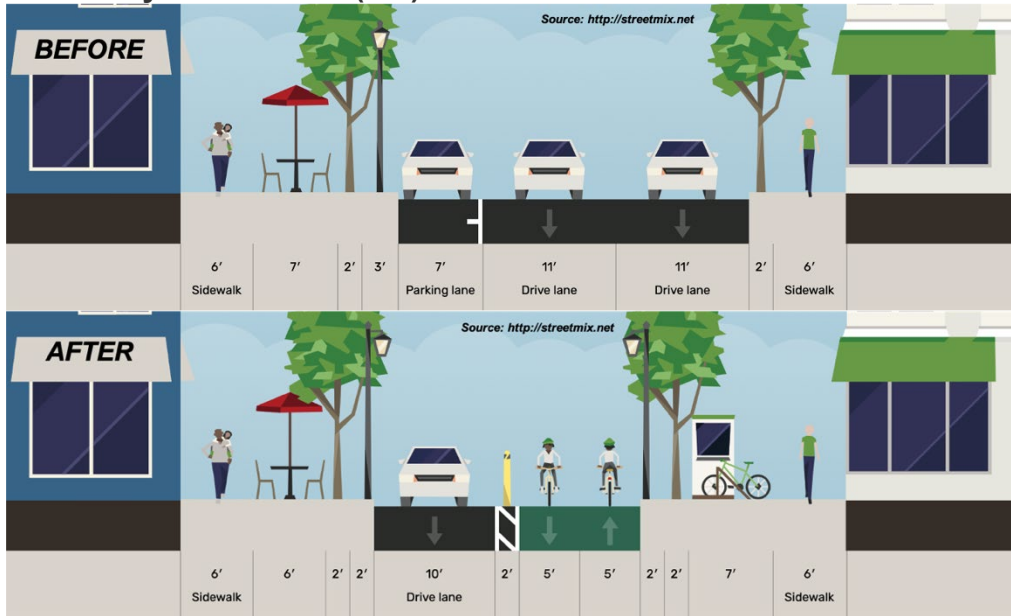 Source: http://streetmix.net
BEFORE
6' 7' 2' 3' 7' 11' 11' 2' 6'
Sidewalk Parking lane Drive lane Drive lane Sidewalk
Source: http://streetmix.net
AFTER
6' 6' 2' 2' 10' 2' 5' 5' 2' 2' 7' 6'
Sidewalk Drive lane Sidewalk